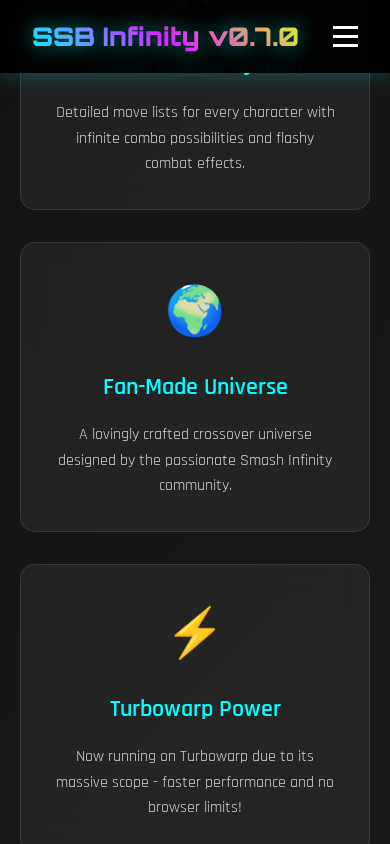 SSB Infinity v0.7.0
Detailed move lists for every character with
infinite combo possibilities and flashy
combat effects.
Fan-Made Universe
A lovingly crafted crossover universe
designed by the passionate Smash Infinity
community.
Turbowarp Power
Now running on Turbowarp due to its
massive scope - faster performance and no
browser limits!